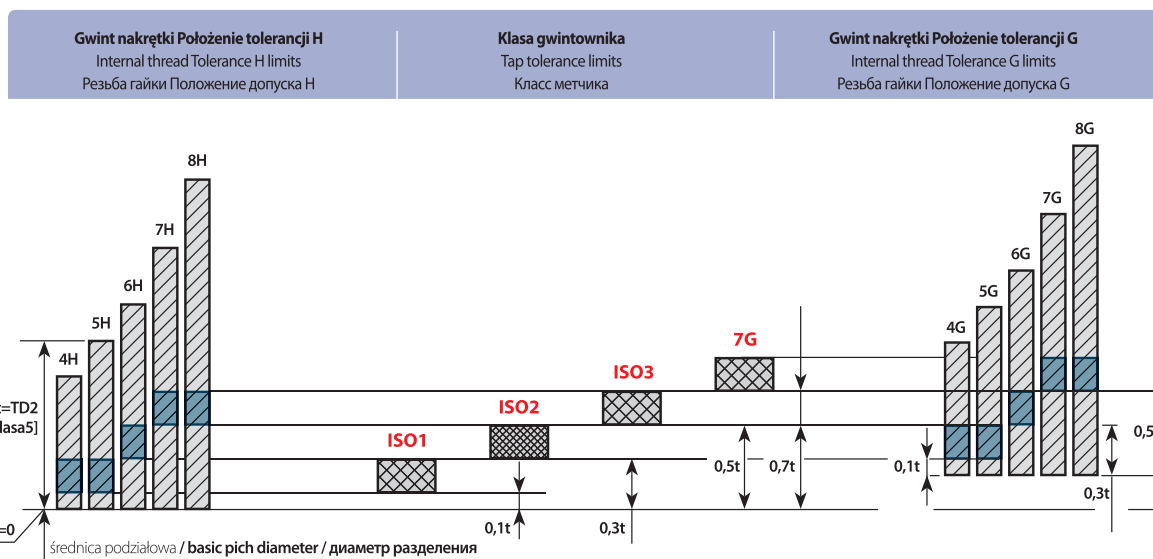 Gwint nakrętki Położenie tolerancji H
Internal thread Tolerance H limits
Резьба гайки Положение допуска H
Klasa gwintownika
Tap tolerance limits
Класс метчика
Gwint nakrętki Położenie tolerancji G
Internal thread Tolerance G limits
Резьба гайки Положение допуска G
8H
7H
6H
5H
4H
t=TD2
lasa5]
=0
ISO1
ISO2
ISO3
7G
0,1t
0,3t
0,5t
0,7t
8G
7G
6G
5G
4G
0,1t
0,5
0,3t
średnica podziałowa / basic pich diameter / диаметр разделения